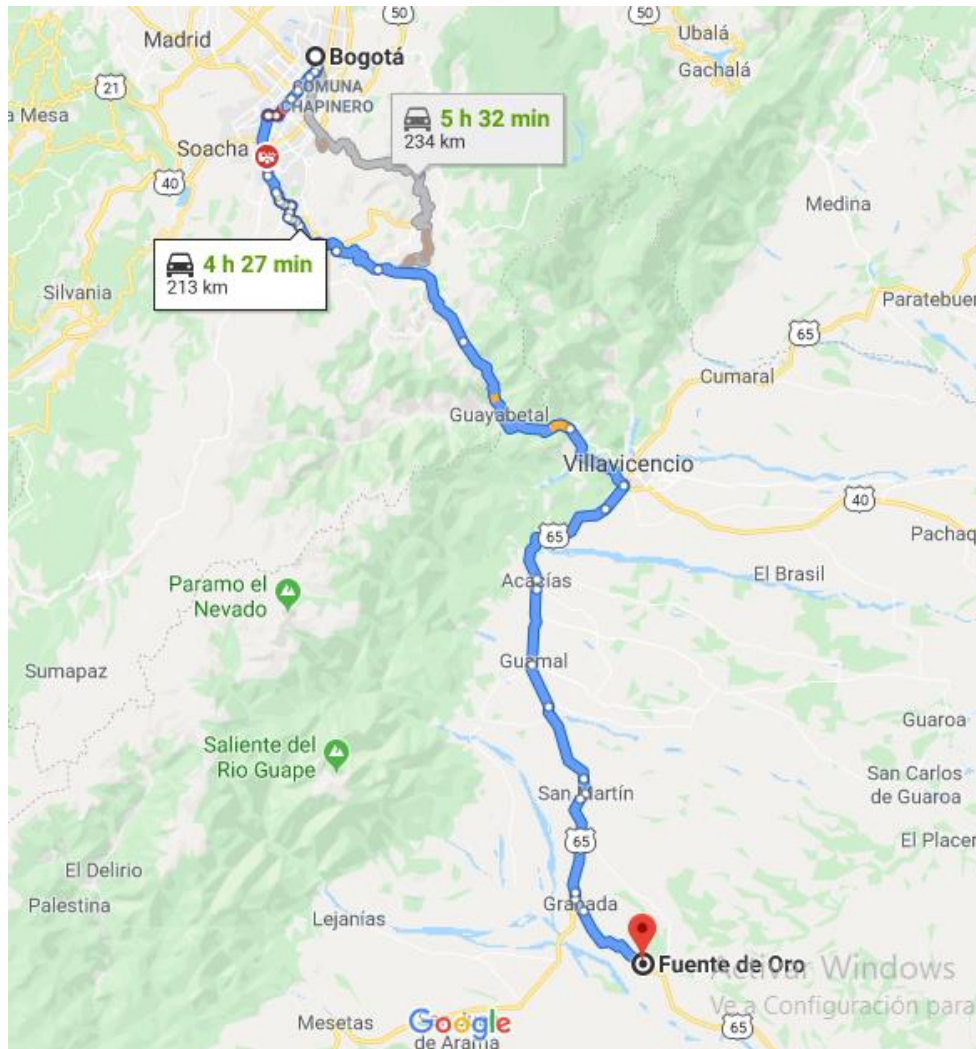 50
50
Madrid
Ubalá
Bogotá
Gachalá
21
COMUNA
CHAPINERO
a Mesa
5 h 32 min
234 km
Soacha
40
Medina
4 h 27 min
213 km
Silvania
Paratebuen
65
Cumaral
Guayabetal
Villavicencio
40
65
Pachaq
El Brasil
Acacías
Paramo el
Nevado
Guamal
Sumapaz
Guaroa
Saliente del
Rio Guape
San Carlos
de Guaroa
San Martín
65
El Placer
El Delirio
Palestina
Granada
Lejanías
Fuente de Oro
Activar Windows
Ve a Configuración para
Mesetas
Google
de Arama
65